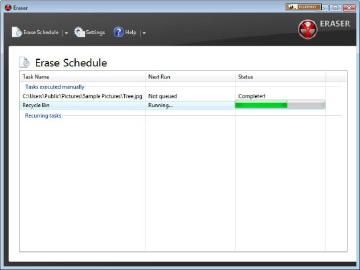 Eraser
Erase Schedule Settings Help ERASER
Erase Schedule
Task Name Next Run Status
Tasks executed manually
C:\Users\Public\Pictures\Sample Pictures\Tree.jpg Not queued Completed
Recycle Bin Running...
Recurring tasks